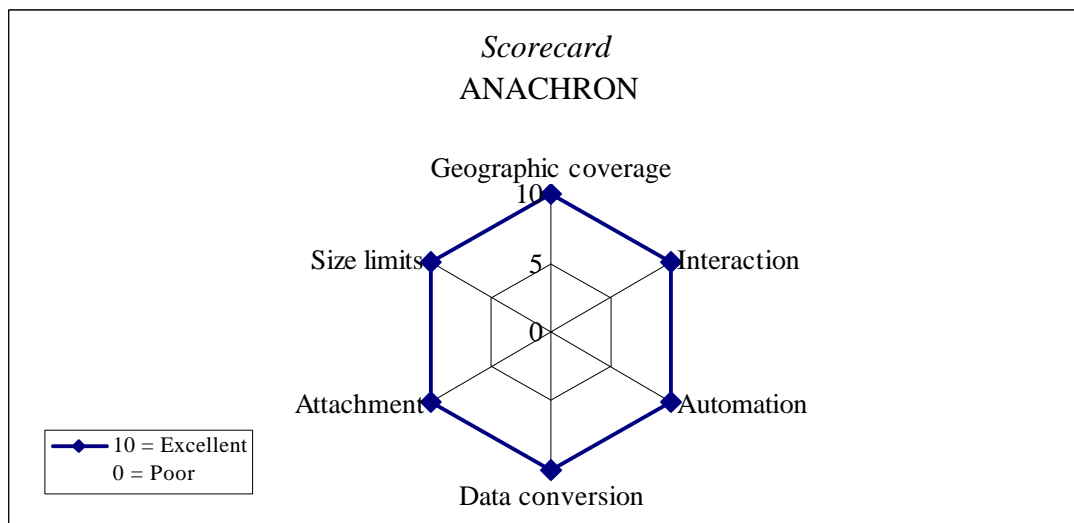 Scorecard
ANACHRON
Geographic coverage
10
Size limits
Interaction
5
0
Attachment
Automation
10 = Excellent
0 = Poor
Data conversion